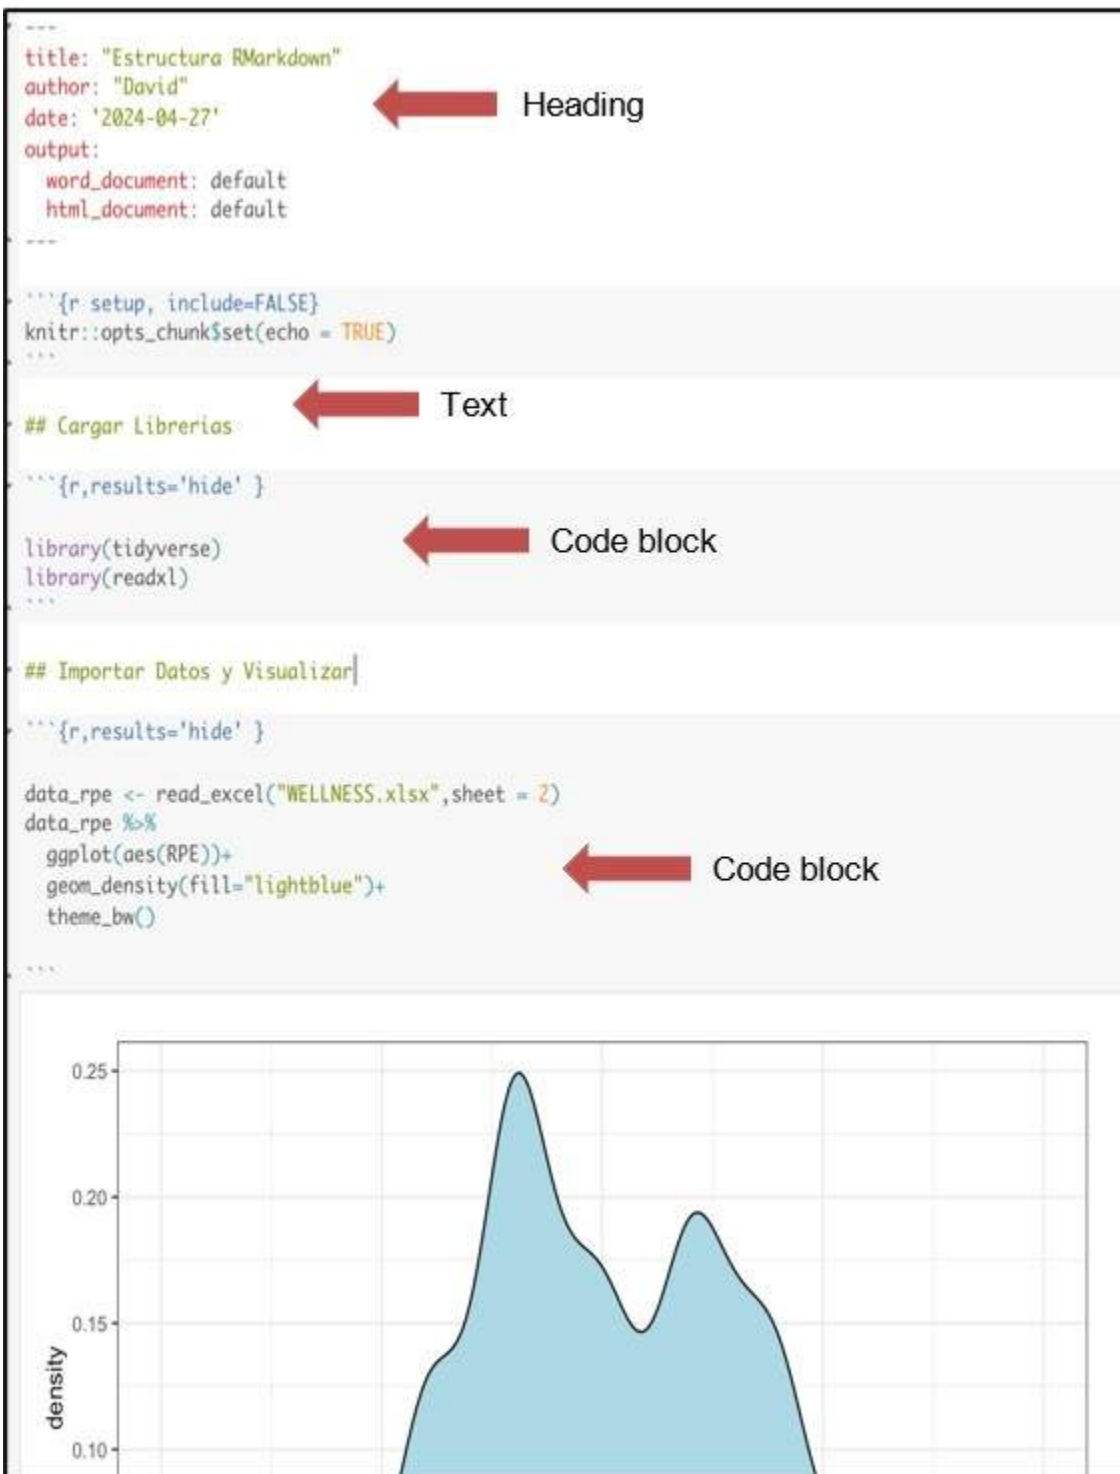 ---
title: "Estructura RMarkdown"
author: "David"
Heading
date: '2024-04-27'
output:
  word_document: default
  html_document: default
---
```{r setup, include=FALSE}
knitr::opts_chunk$set(echo = TRUE)
```
Text
## Cargar Librerias
```{r,results='hide' }
Code block
library(tidyverse)
library(readxl)
```
## Importar Datos y Visualizar
```{r,results='hide' }
data_rpe <- read_excel("WELLNESS.xlsx",sheet = 2)
data_rpe %>%
  ggplot(aes(RPE))+
Code block
  geom_density(fill="lightblue")+
  theme_bw()
```
0.25
0.20
0.15
density
0.10